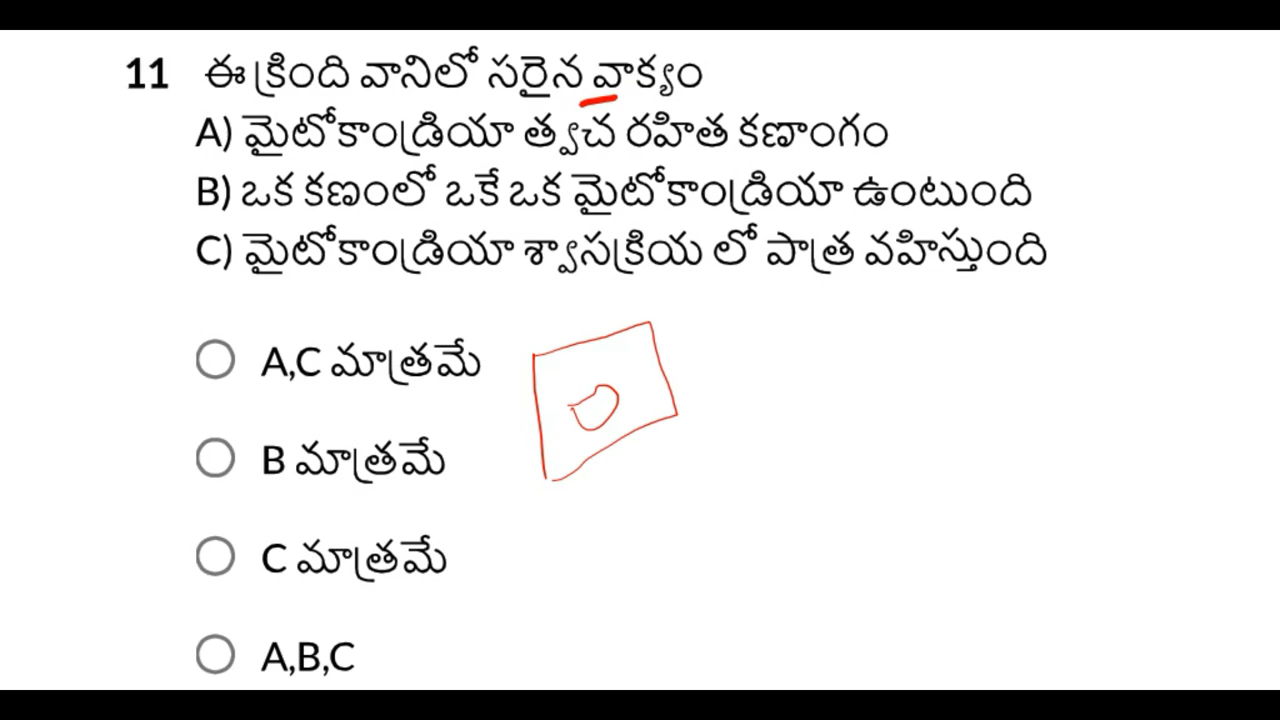 11 ఈ క్రింది వానిలో సరైన వాక్యం
A) మైటోకాండ్రియా త్వచ రహిత కణాంగం
B) ఒక కణంలో ఒకే ఒక మైటోకాండ్రియా ఉంటుంది
C) మైటోకాండ్రియా శ్వాసక్రియ లో పాత్ర వహిస్తుంది
A,C మాత్రమే
B మాత్రమే
C మాత్రమే
A,B,C